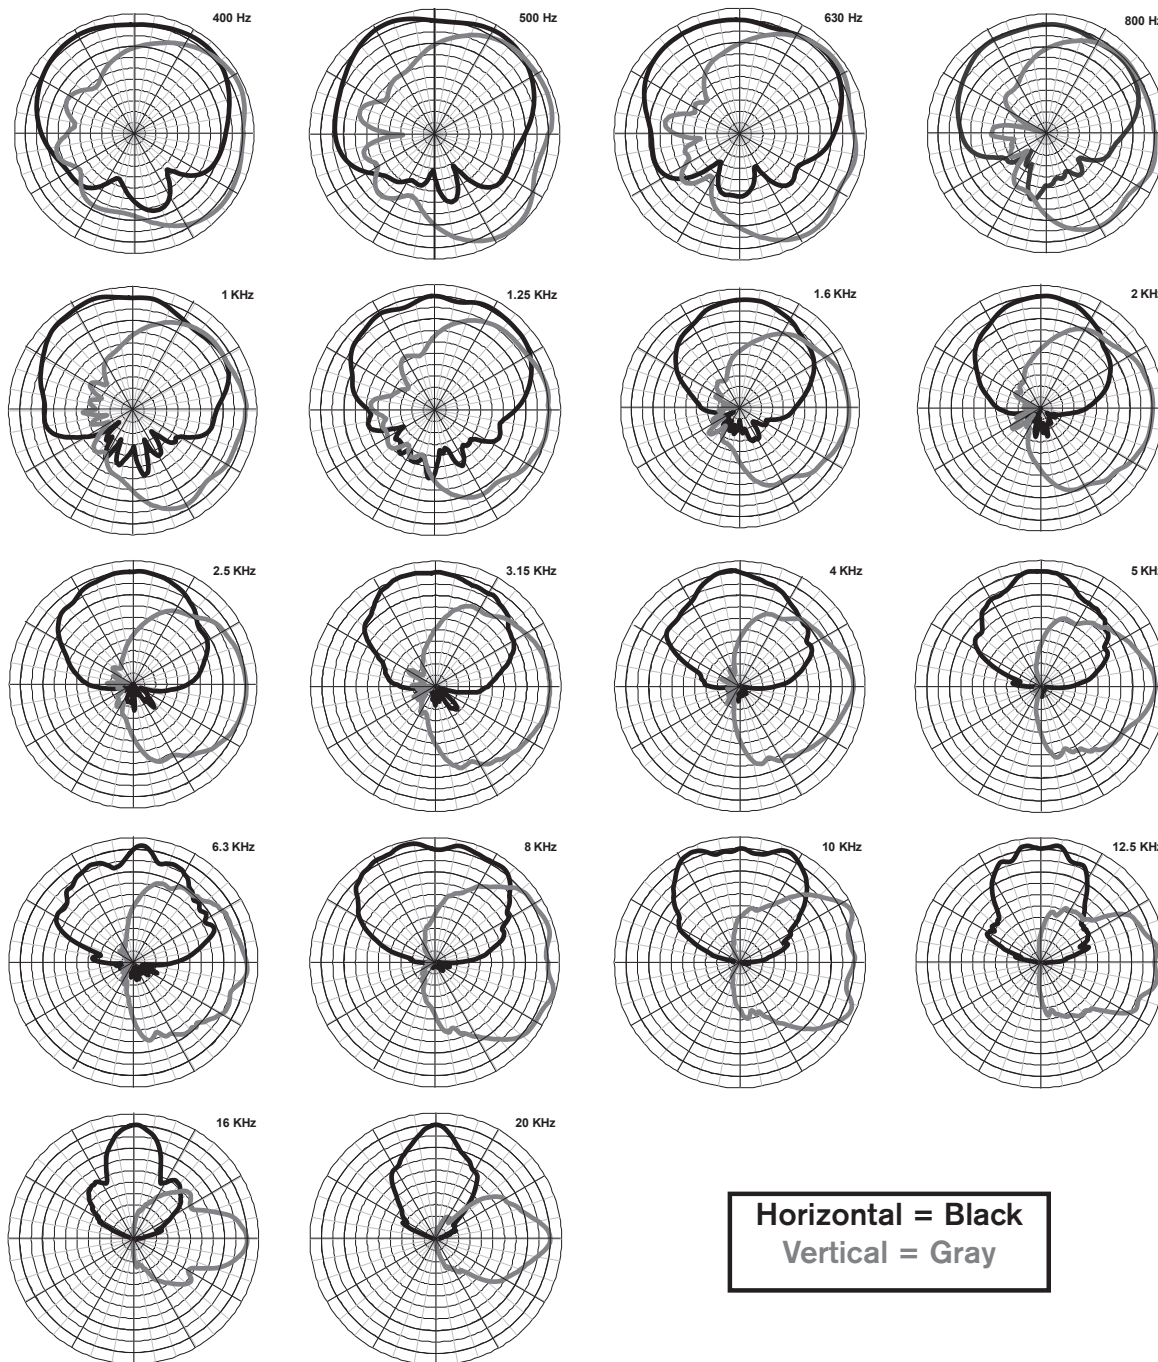 400 Hz
500 Hz
630 Hz
800 Hz
1 KHz
1.25 KHz
1.6 KHz
2 KHz
2.5 KHz
3.15 KHz
4 KHz
5 KHz
6.3 KHz
8 KHz
10 KHz
12.5 KHz
16 KHz
20 KHz
Horizontal = Black
Vertical = Gray